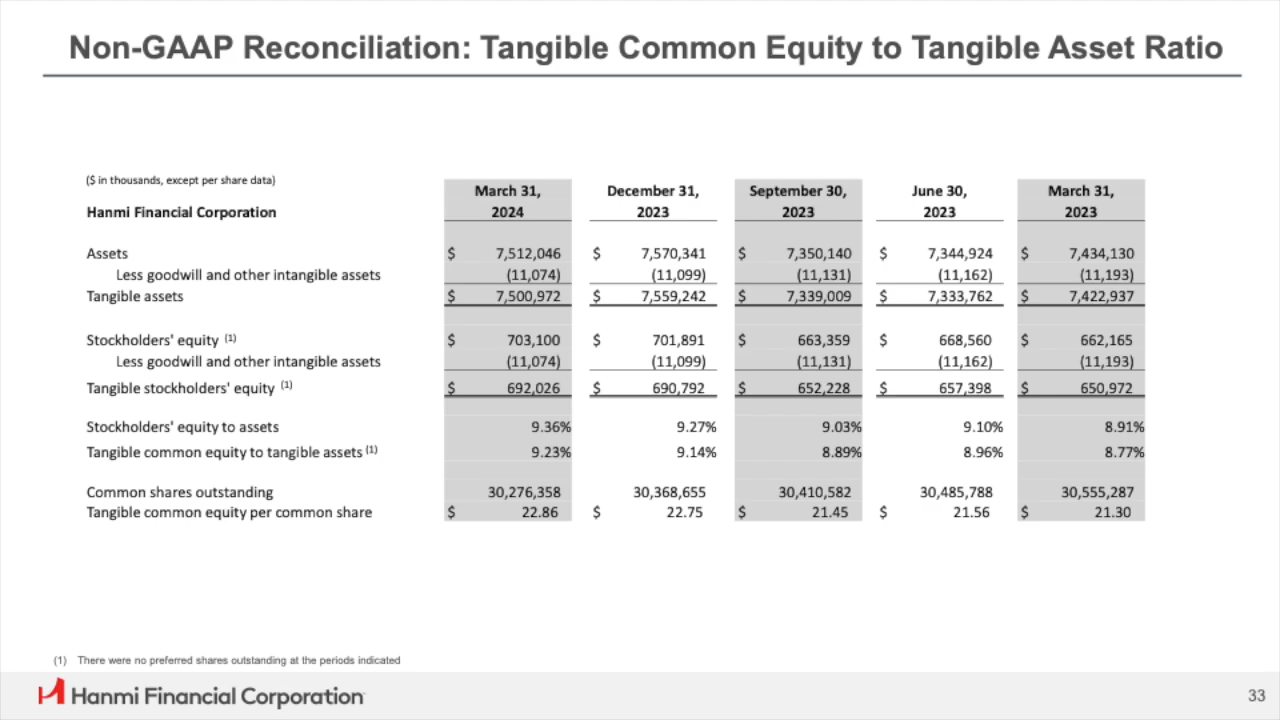 Non-GAAP Reconciliation: Tangible Common Equity to Tangible Asset Ratio
($ in thousands, except per share data)
March 31, December 31, September 30, June 30, March 31,
Hanmi Financial Corporation 2024 2023 2023 2023 2023
Assets $ 7,512,046 $ 7,570,341 $ 7,350,140 $ 7,344,924 $ 7,434,130
Less goodwill and other intangible assets (11,074) (11,099) (11,131) (11,162) (11,193)
Tangible assets $ 7,500,972 $ 7,559,242 $ 7,339,009 $ 7,333,762 $ 7,422,937
Stockholders' equity (1) $ 703,100 $ 701,891 $ 663,359 $ 668,560 $ 662,165
Less goodwill and other intangible assets (11,074) (11,099) (11,131) (11,162) (11,193)
Tangible stockholders' equity (1) $ 692,026 $ 690,792 $ 652,228 $ 657,398 $ 650,972
Stockholders' equity to assets 9.36% 9.27% 9.03% 9.10% 8.91%
Tangible common equity to tangible assets (1) 9.23% 9.14% 8.89% 8.96% 8.77%
Common shares outstanding 30,276,358 30,368,655 30,410,582 30,485,788 30,555,287
Tangible common equity per common share $ 22.86 $ 22.75 $ 21.45 $ 21.56 $ 21.30
(1) There were no preferred shares outstanding at the periods indicated
Hanmi Financial Corporation
33